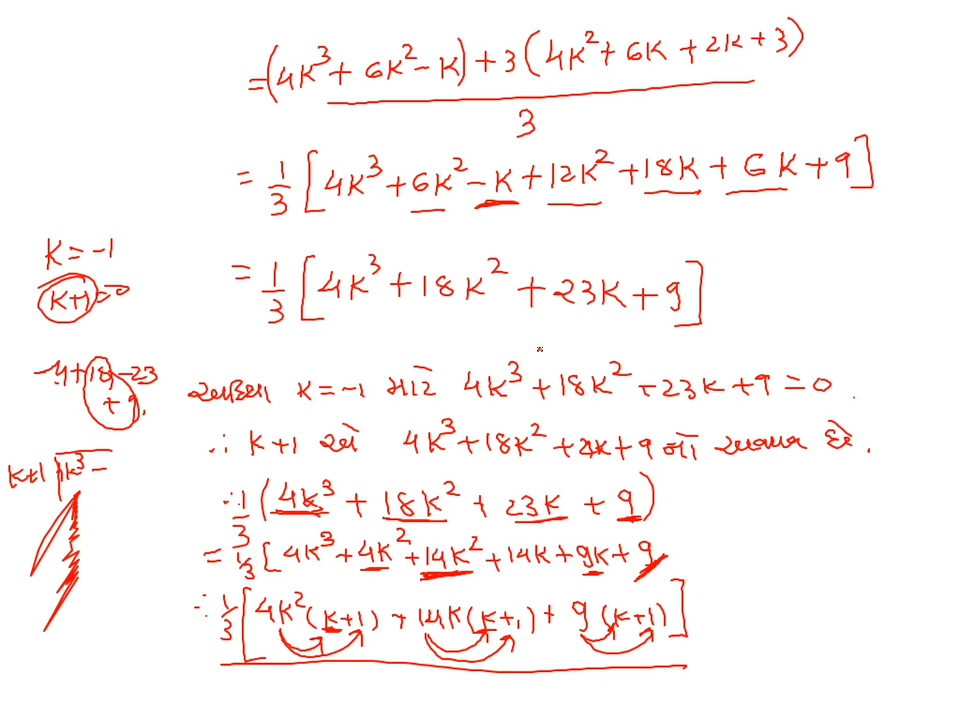 = (4K³ + 6K² - K) + 3 (4K² + 6K + 2K + 3)
3
= 1/3 [4K³ + 6K² - K + 12K² + 18K + 6K + 9]
K = -1
K+1 = 0
= 1/3 [4K³ + 18K² + 23K + 9]
-4+18-23
+9.
K = -1 માટે 4K³ + 18K² + 23K + 9 = 0
∴ K+1 એ 4K³ + 18K² + 23K + 9 નો અવયવ છે.
K+1 4K³ -
∴ 1/3 (4K³ + 18K² + 23K + 9)
= 1/3 [4K³ + 4K² + 14K² + 14K + 9K + 9
∴ 1/3 [4K²(K+1) + 14K(K+1) + 9(K+1)]